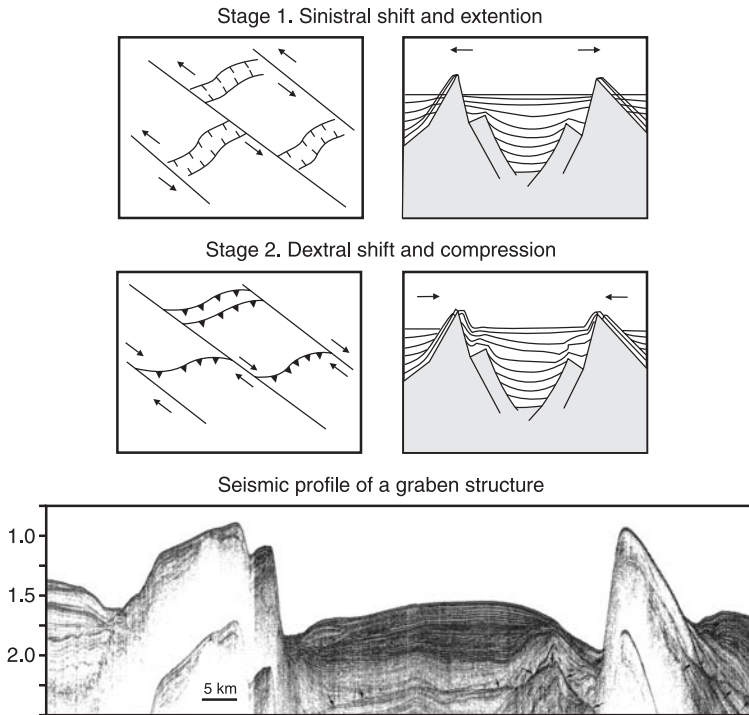 Stage 1. Sinistral shift and extention
Stage 2. Dextral shift and compression
Seismic profile of a graben structure
1.0
1.5
2.0
5 km